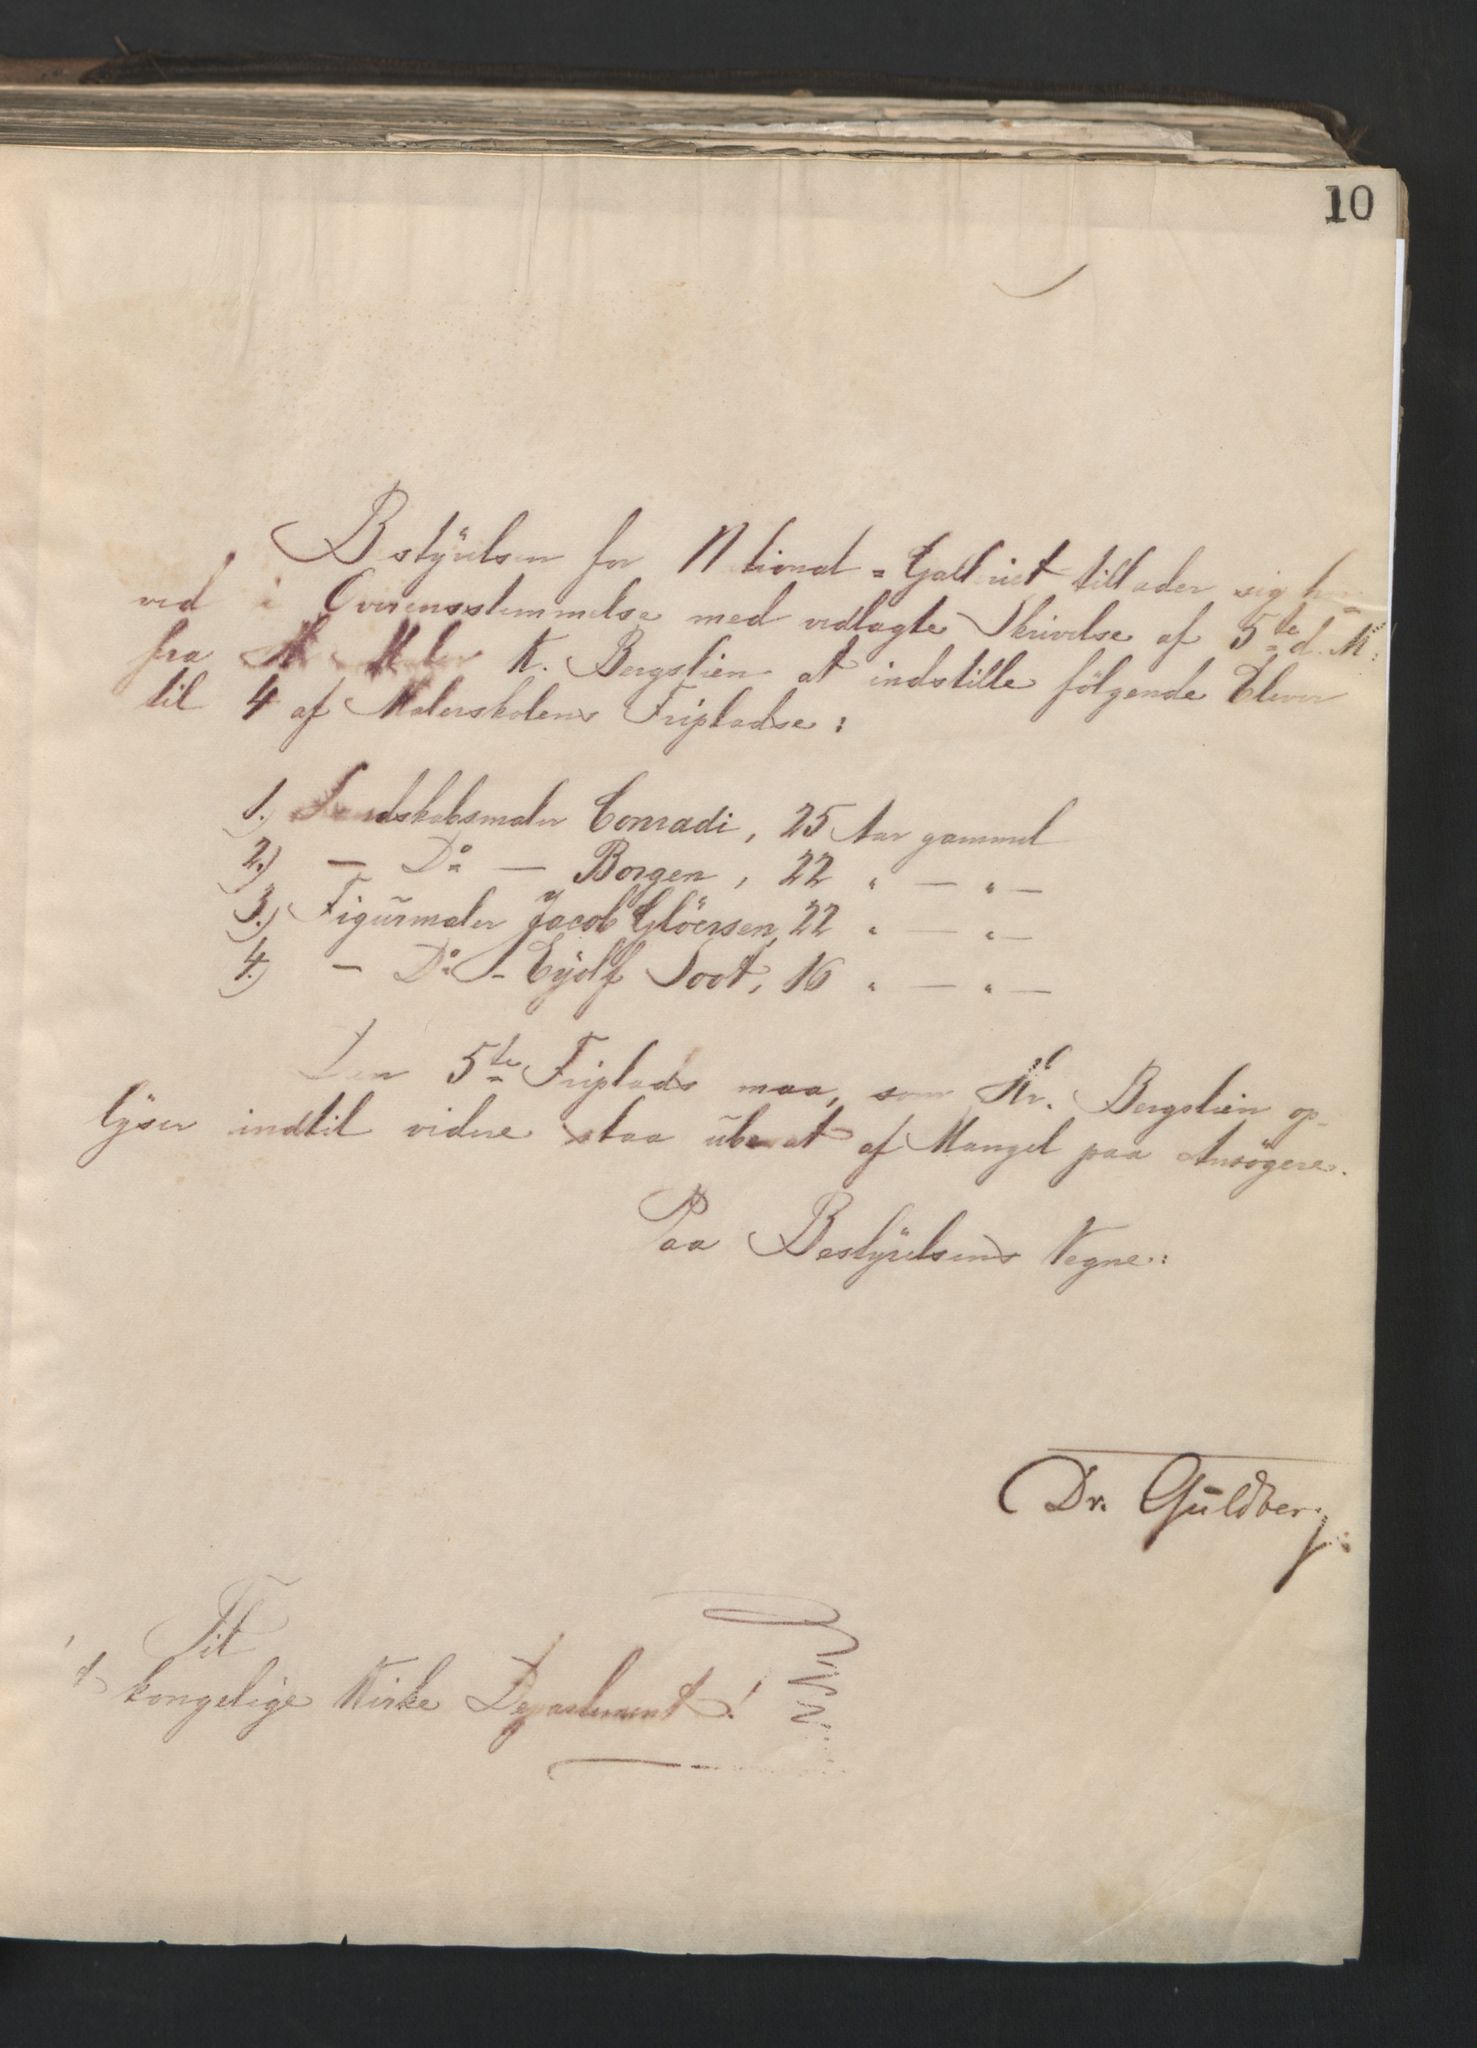 10
Bestyrelsen for National=Galleriet tillader sig her=
ved i Overensstemmelse med vedlagte Skrivelse af 5te d. M:
fra Hr. Maler K. Bergslien at indstille følgende Elever
til 4 af Malerskolens Fripladse:
1.) Landskabsmaler Conradi, 25 Aar gammel
2.) — Do — Borgen, 22 " — " —
3.) Figurmaler Jacob Gløersen, 22 " — " —
4.) — Do - Eyolf Soot, 16 " — " —
Den 5te Friplads maa, som Hr. Bergslien op-
lyser indtil videre staa ubesat af Mangel paa Ansøgere.
Paa Bestyrelsens Vegne:
Dr. Guldberg.
Til
d kongelige Kirke Departement!